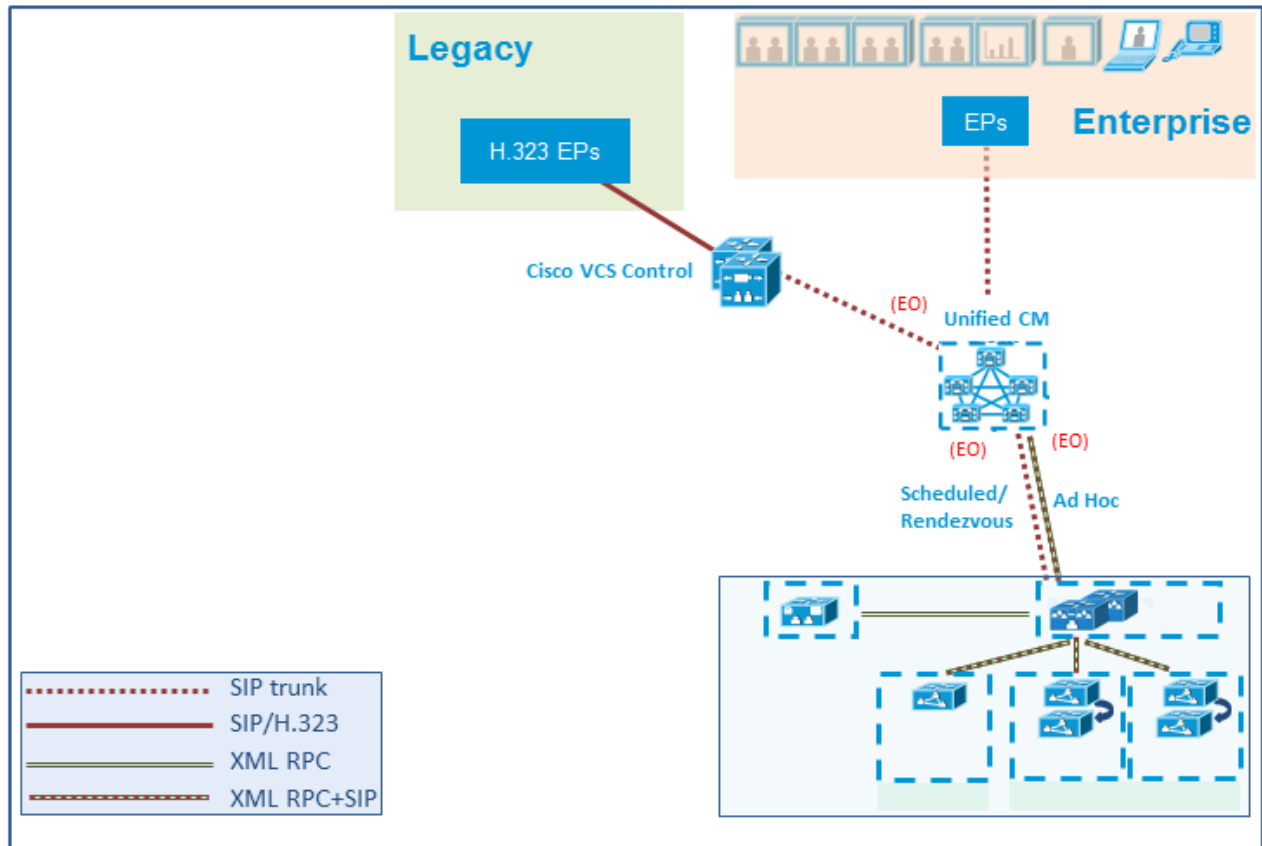 Legacy
H.323 EPs
EPs
Enterprise
Cisco VCS Control
(EO)
Unified CM
(EO)
(EO)
Scheduled/
Rendezvous
Ad Hoc
SIP trunk
SIP/H.323
XML RPC
XML RPC+SIP